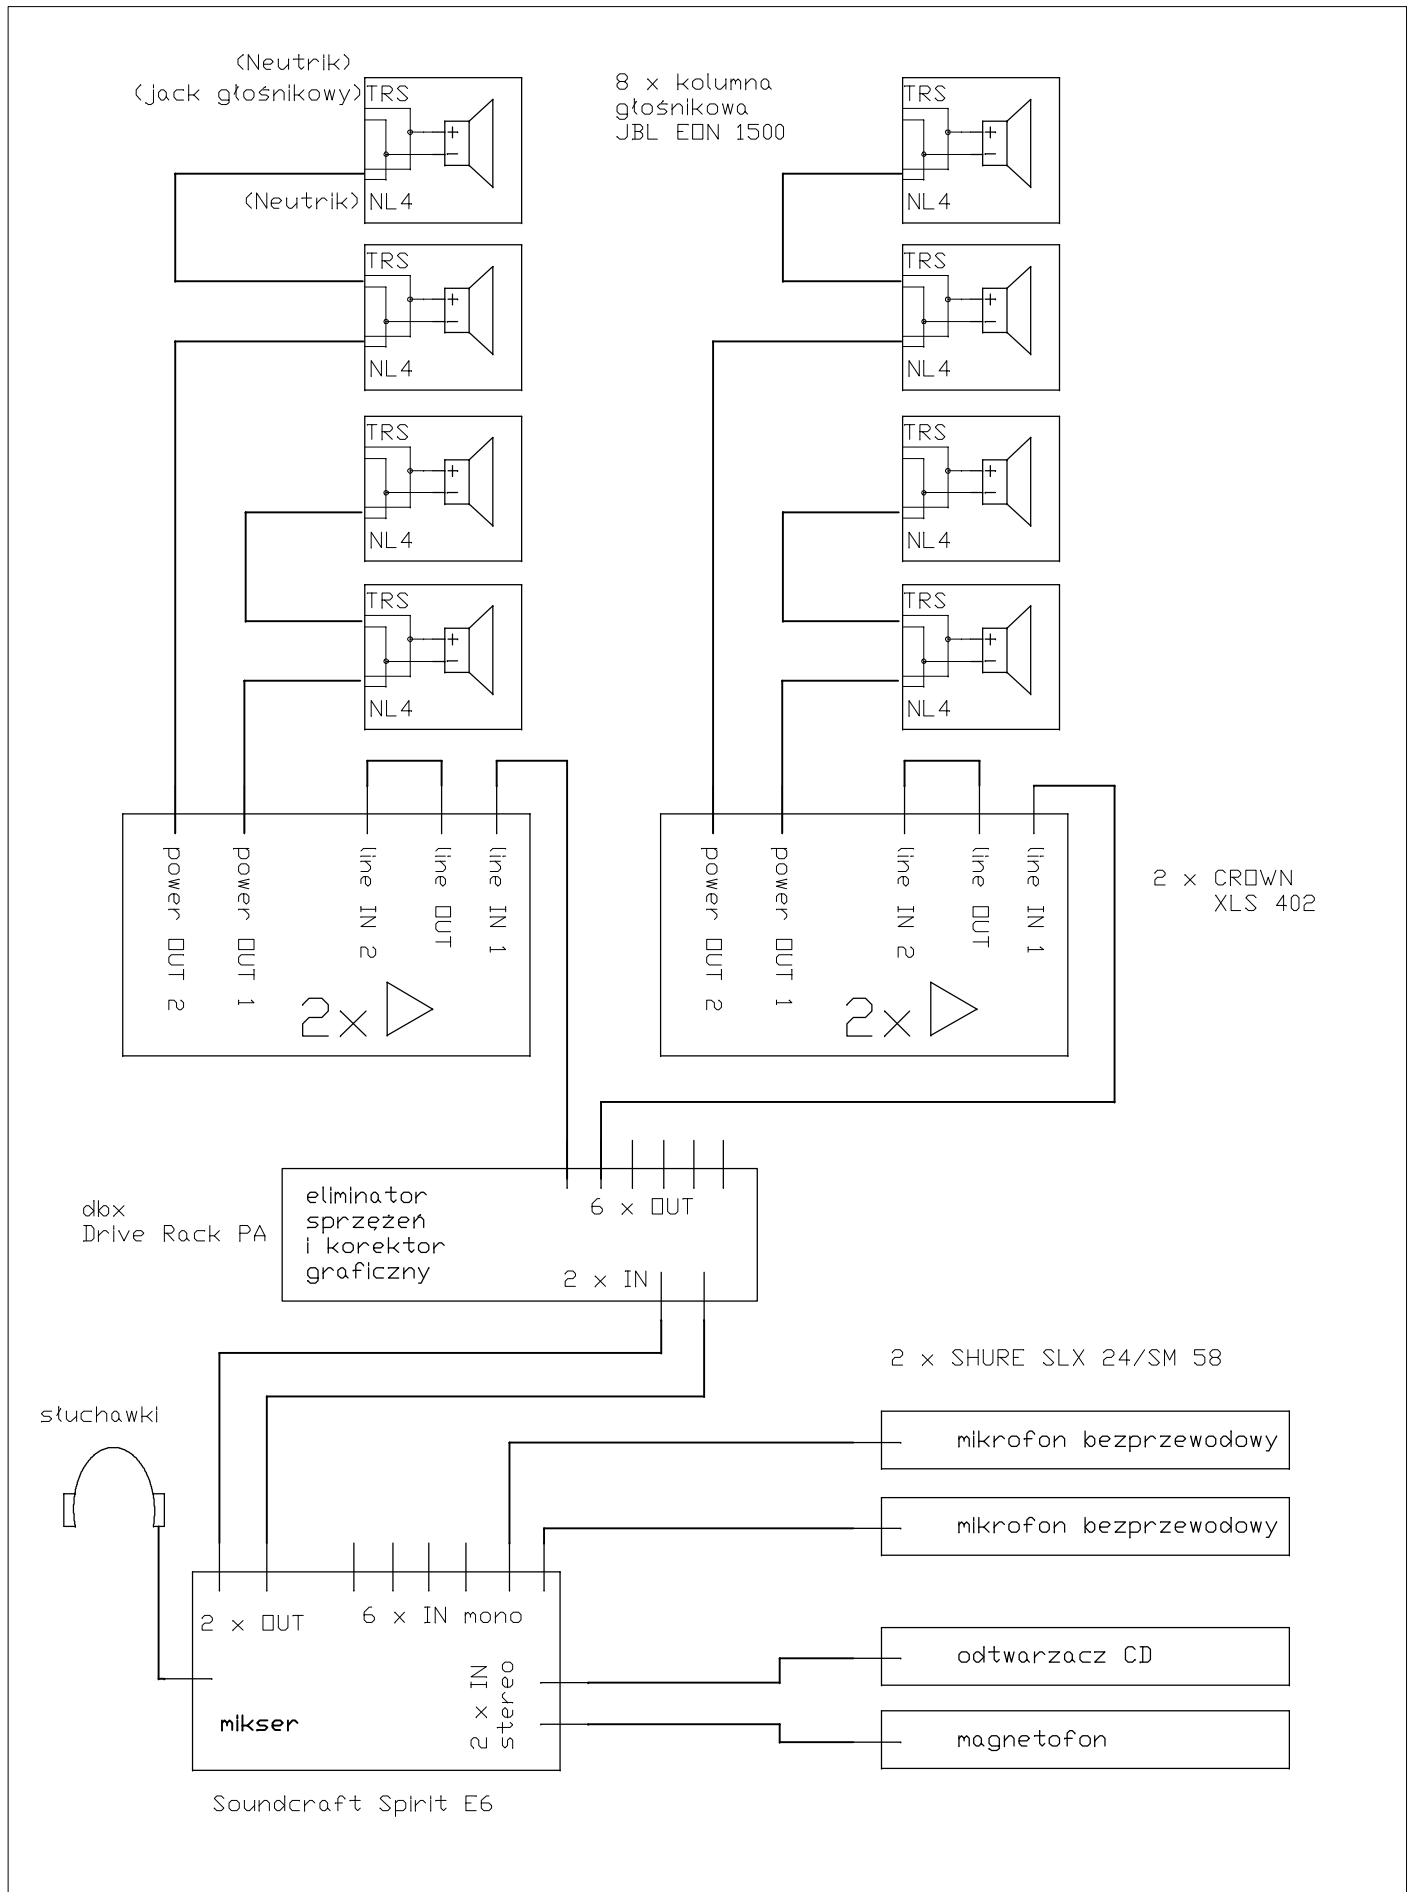 (Neutrik)
(jack głośnikowy)
TRS
(Neutrik)
NL4
8 x kolumna
głośnikowa
JBL EON 1500
TRS
NL4
TRS
NL4
TRS
NL4
TRS
NL4
TRS
NL4
TRS
NL4
TRS
NL4
power OUT 2
power OUT 1
line IN 2
line OUT
line IN 1
2x
power OUT 2
power OUT 1
line IN 2
line OUT
line IN 1
2x
2 x CROWN
XLS 402
dbx
Drive Rack PA
eliminator
sprzężeń
i korektor
graficzny
6 x OUT
2 x IN
2 x SHURE SLX 24/SM 58
słuchawki
mikrofon bezprzewodowy
mikrofon bezprzewodowy
2 x OUT
6 x IN mono
2 x IN
stereo
mikser
odtwarzacz CD
magnetofon
Soundcraft Spirit E6